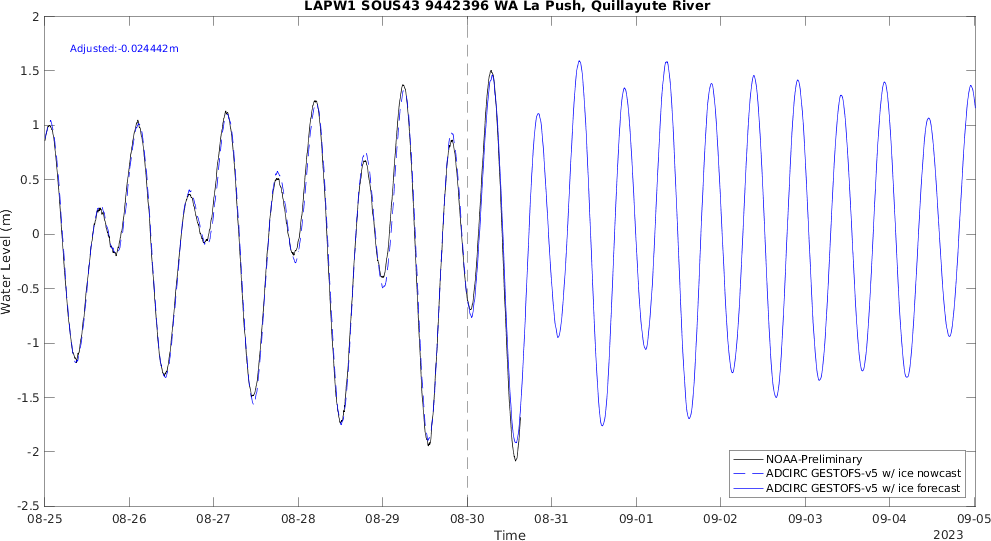 LAPW1 SOUS43 9442396 WA La Push, Quillayute River
2
Adjusted:-0.024442m
1.5
1
0.5
0
-0.5
-1
-1.5
-2
-2.5
Water Level (m)
NOAA-Preliminary
ADCIRC GESTOFS-v5 w/ ice nowcast
ADCIRC GESTOFS-v5 w/ ice forecast
08-25 08-26 08-27 08-28 08-29 08-30 08-31 09-01 09-02 09-03 09-04 09-05
Time
2023